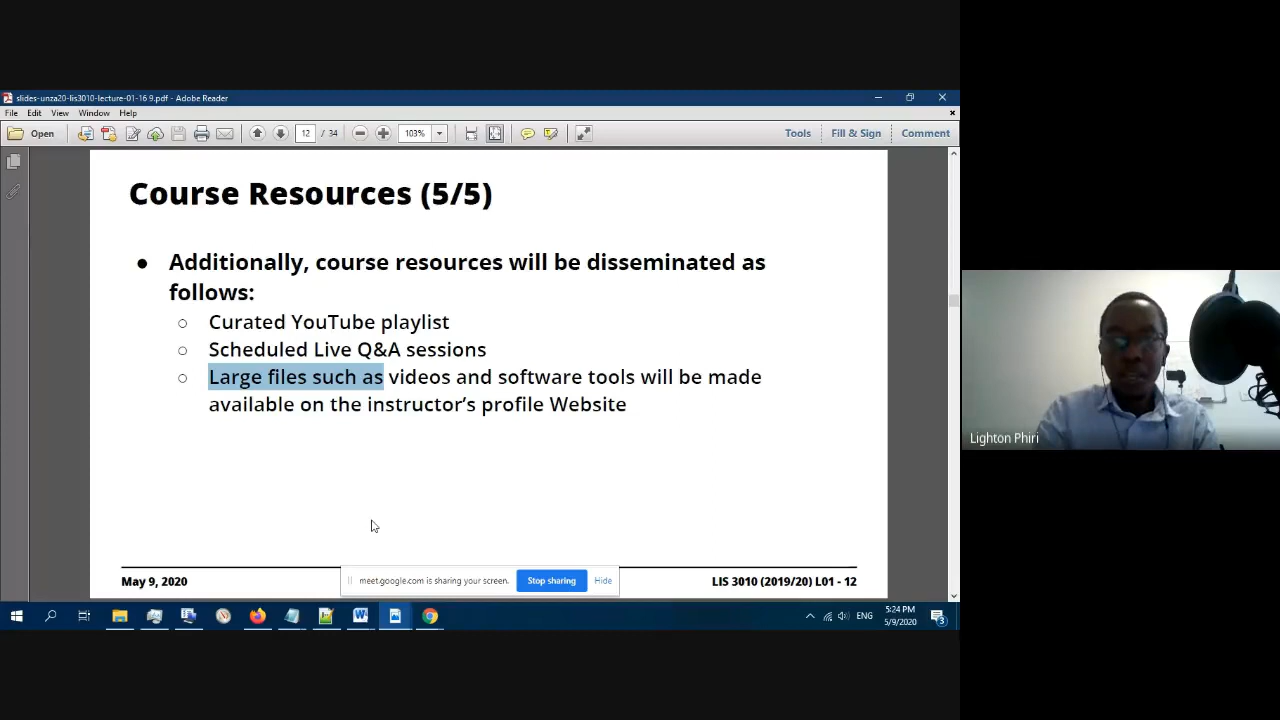 slides-unza20-lis3010-lecture-01-16 9.pdf - Adobe Reader
File Edit View Window Help
Open 12 / 34 103% Tools Fill & Sign Comment
Course Resources (5/5)
● Additionally, course resources will be disseminated as
follows:
○ Curated YouTube playlist
○ Scheduled Live Q&A sessions
○ Large files such as videos and software tools will be made
available on the instructor's profile Website
Lighton Phiri
May 9, 2020
meet.google.com is sharing your screen. Stop sharing Hide
LIS 3010 (2019/20) L01 - 12
ENG
5:24 PM
5/9/2020
3